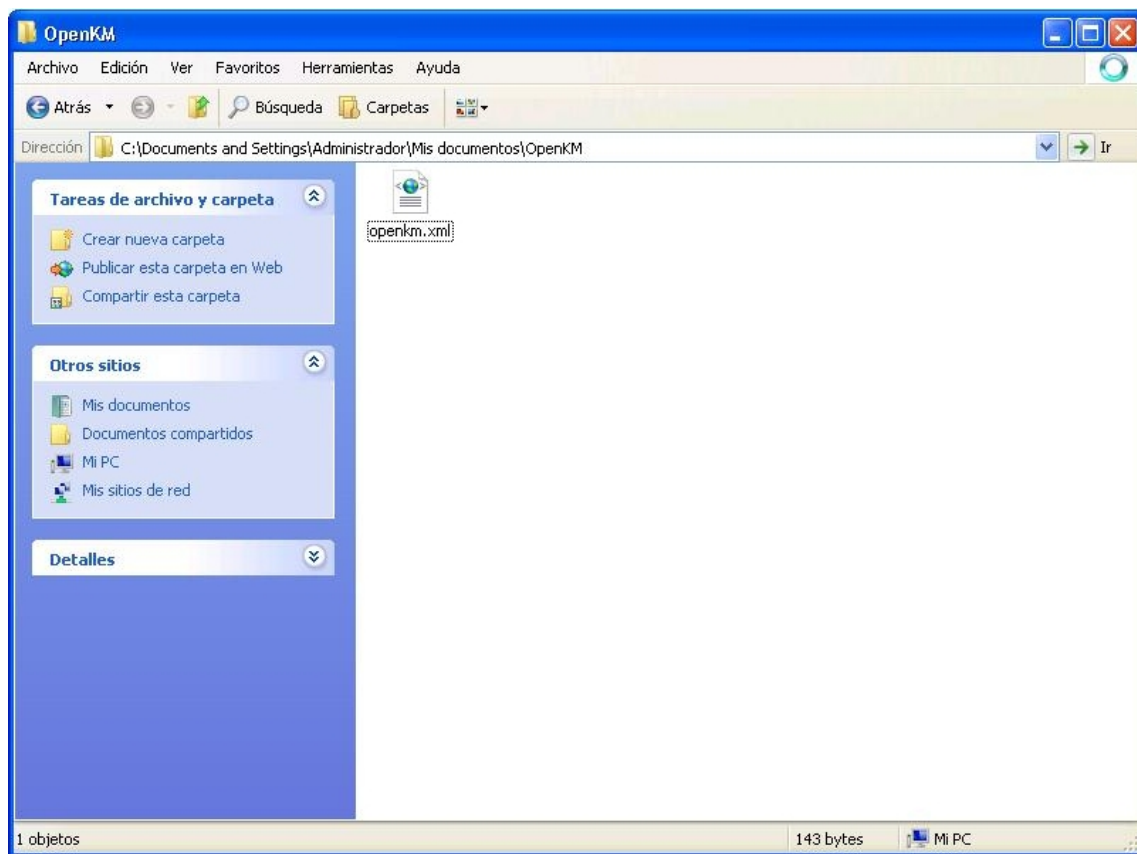 OpenKM
Archivo Edición Ver Favoritos Herramientas Ayuda
Atrás Búsqueda Carpetas
Dirección C:\Documents and Settings\Administrador\Mis documentos\OpenKM Ir
Tareas de archivo y carpeta
Crear nueva carpeta
Publicar esta carpeta en Web
Compartir esta carpeta
Otros sitios
Mis documentos
Documentos compartidos
Mi PC
Mis sitios de red
Detalles
openkm.xml
1 objetos 143 bytes Mi PC